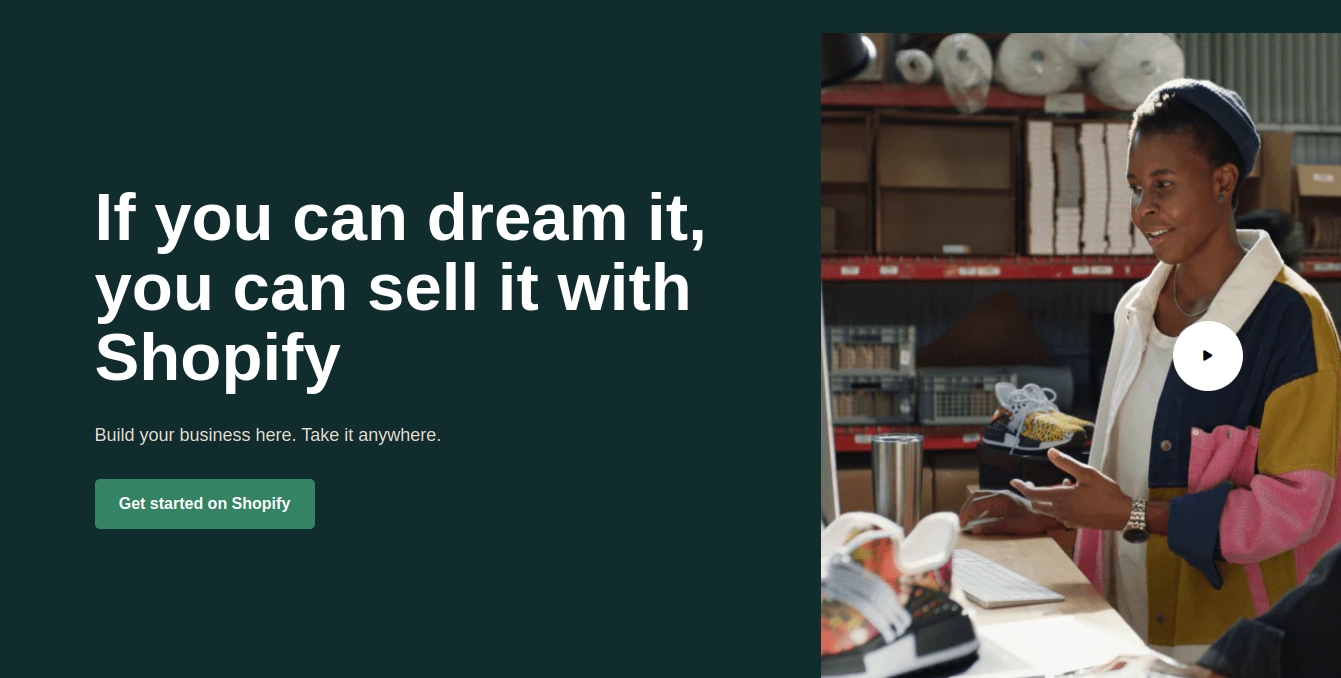 If you can dream it,
you can sell it with
Shopify
Build your business here. Take it anywhere.
Get started on Shopify